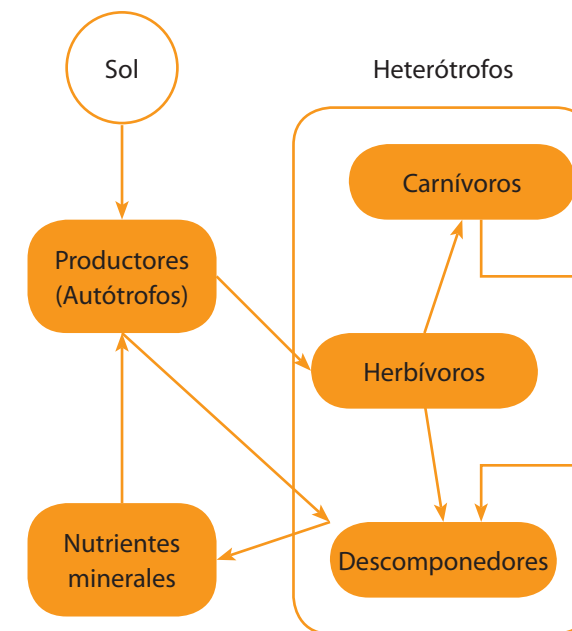 Sol
Heterótrofos
Carnívoros
Productores
(Autótrofos)
Herbívoros
Nutrientes
minerales
Descomponedores